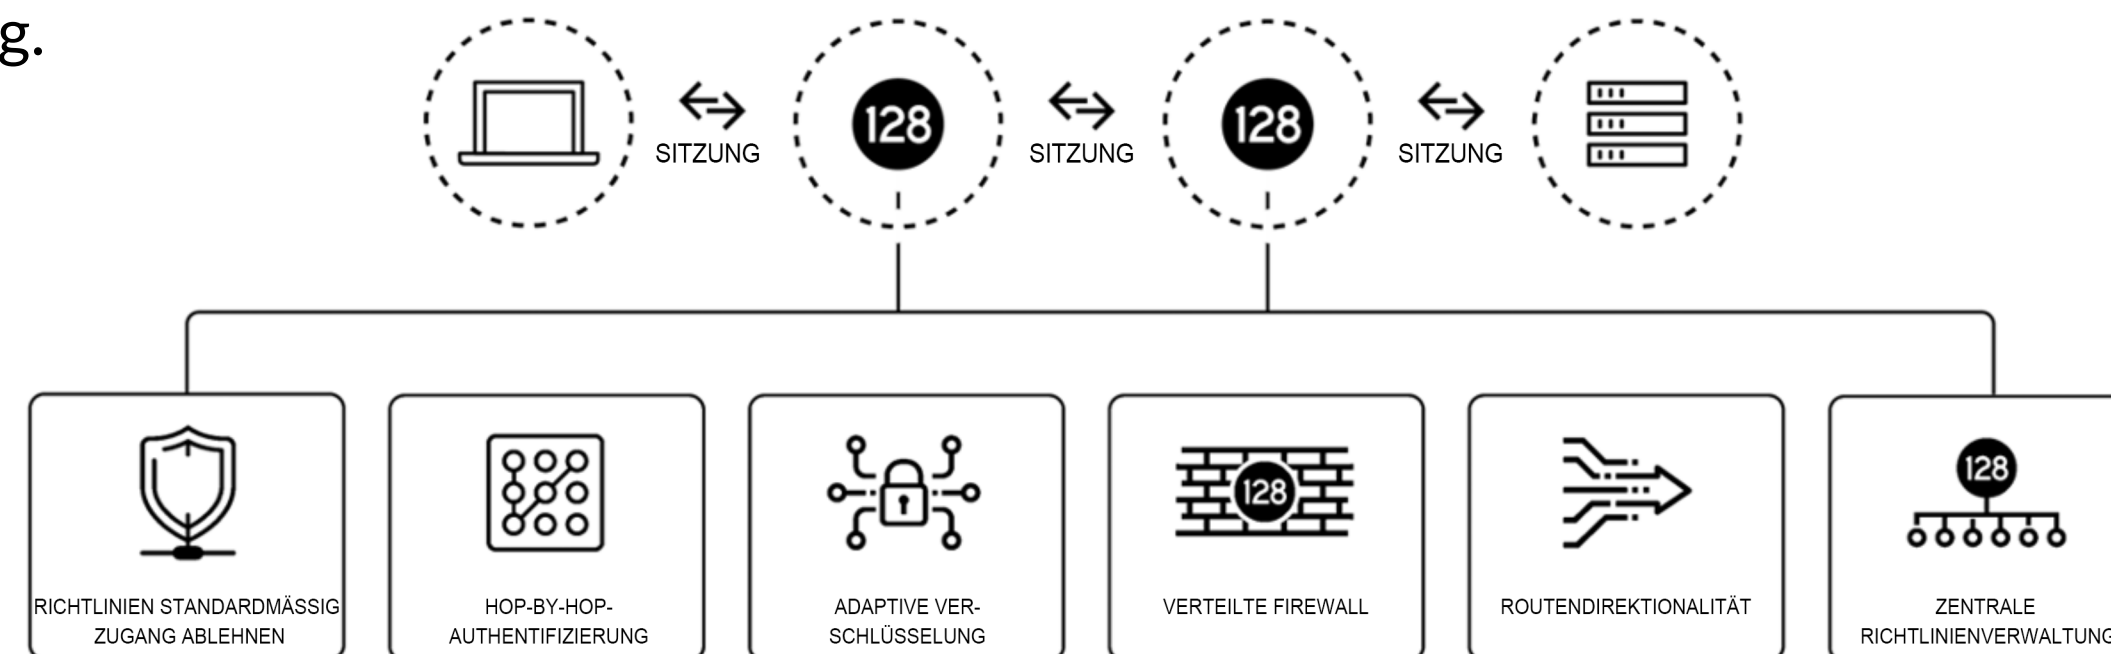 g.
128
128
SITZUNG
SITZUNG
SITZUNG
128
128
RICHTLINIEN STANDARDMÄSSIG
ZUGANG ABLEHNEN
HOP-BY-HOP-
AUTHENTIFIZIERUNG
ADAPTIVE VER-
SCHLÜSSELUNG
VERTEILTE FIREWALL
ROUTENDIREKTIONALITÄT
ZENTRALE
RICHTLINIENVERWALTUNG